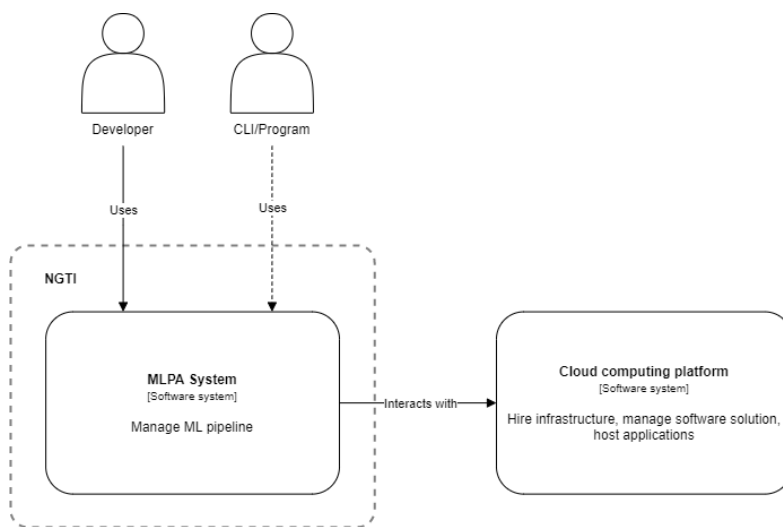 Developer
CLI/Program
Uses
Uses
NGTI
MLPA System
[Software system]
Manage ML pipeline
Interacts with
Cloud computing platform
[Software system]
Hire infrastructure, manage software solution,
host applications